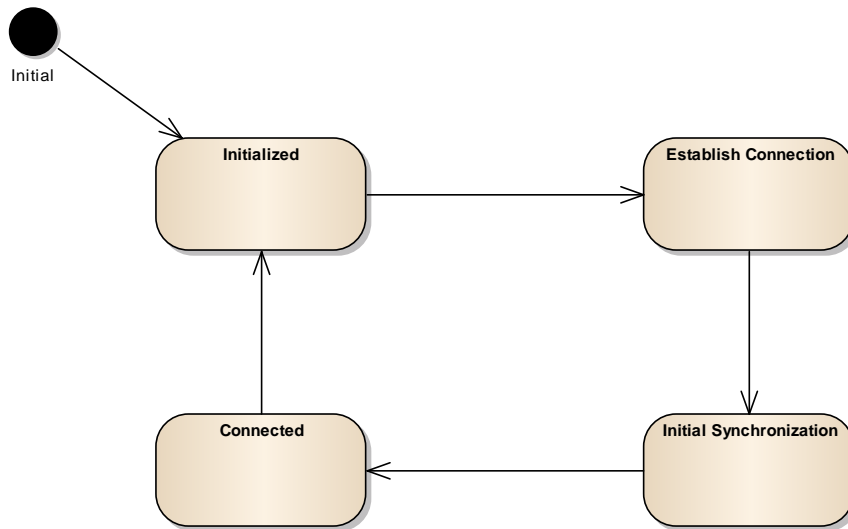 Initial
Initialized
Establish Connection
Connected
Initial Synchronization